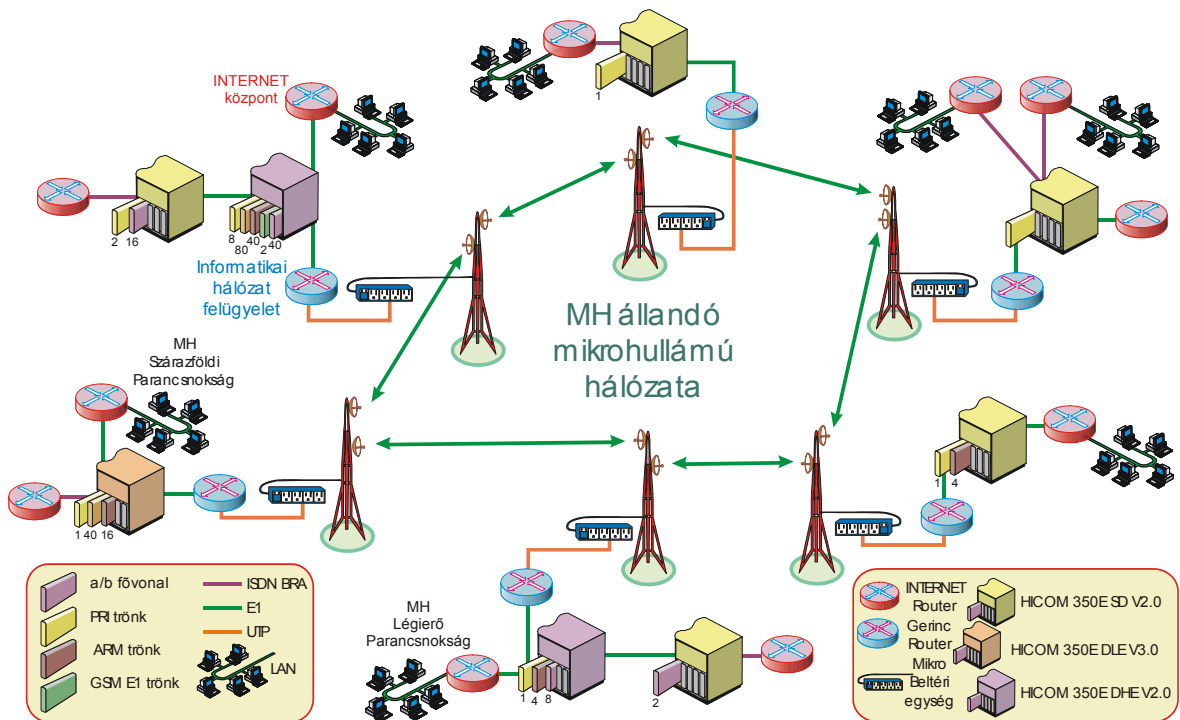 INTERNET
központ
1
2 16
8
80
40
2
40
Informatikai
hálózat
felügyelet
MH állandó
mikrohullámú
hálózata
MH
Szárazföldi
Parancsnokság
1 40 16
1 4
MH
Légierő
Parancsnokság
1 4 8
2
a/b fővonal
PRI trönk
ARM trönk
GSM E1 trönk
ISDN BRA
E1
UTP
LAN
INTERNET
Router
Gerinc
Router
Mikro
Beltéri
egység
HICOM 350E SD V2.0
HICOM 350E DLE V3.0
HICOM 350E DHE V2.0